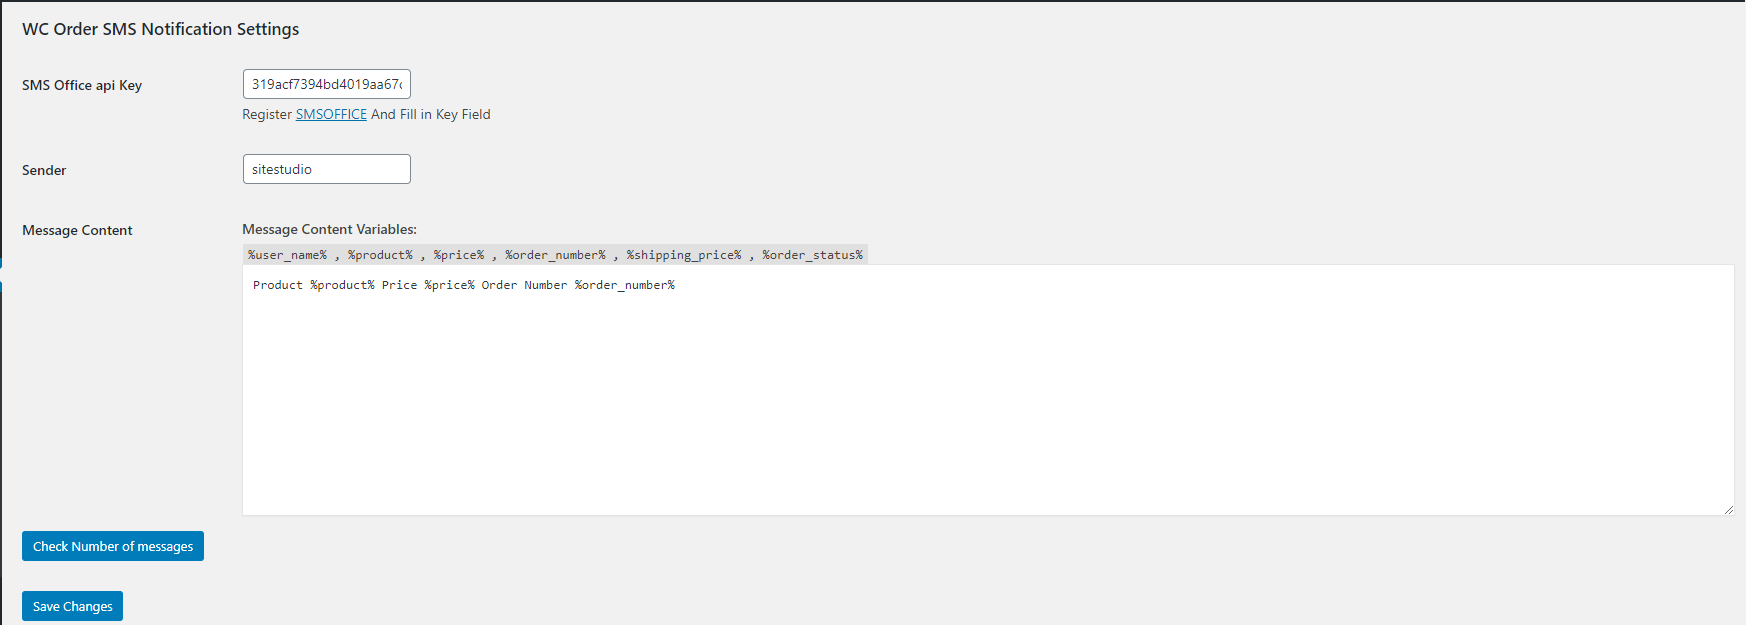 WC Order SMS Notification Settings
SMS Office api Key
319acf7394bd4019aa67
Register SMSOFFICE And Fill in Key Field
Sender
sitestudio
Message Content
Message Content Variables:
%user_name% , %product% , %price% , %order_number% , %shipping_price% , %order_status%
Product %product% Price %price% Order Number %order_number%
Check Number of messages
Save Changes